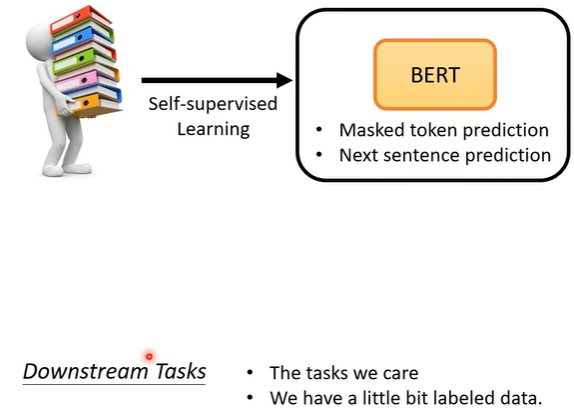 BERT
Self-supervised
Learning
• Masked token prediction
• Next sentence prediction
Downstream Tasks
• The tasks we care
• We have a little bit labeled data.